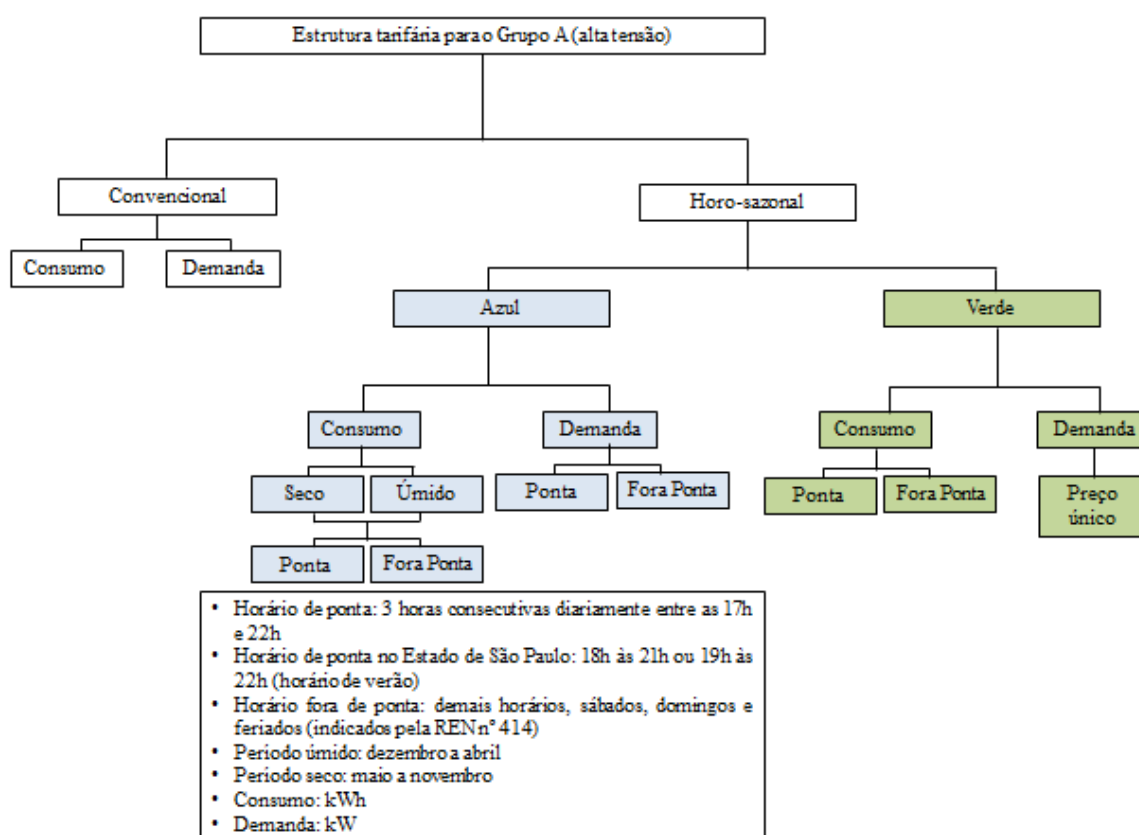 Estrutura tarifária para o Grupo A (alta tensão)
Convencional
Horo-sazonal
Consumo
Demanda
Azul
Verde
Consumo
Demanda
Consumo
Demanda
Seco
Úmido
Ponta
Fora Ponta
Ponta
Fora Ponta
Preço
único
Ponta
Fora Ponta
• Horário de ponta: 3 horas consecutivas diariamente entre as 17h
e 22h
• Horário de ponta no Estado de São Paulo: 18h às 21h ou 19h às
22h (horário de verão)
• Horário fora de ponta: demais horários, sábados, domingos e
feriados (indicados pela REN nº 414)
• Período úmido: dezembro a abril
• Período seco: maio a novembro
• Consumo: kWh
• Demanda: kW